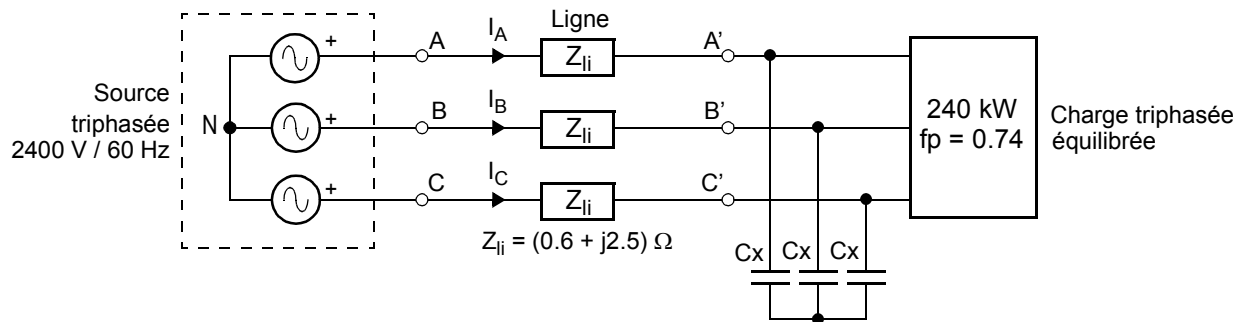 Source
triphasée
2400 V / 60 Hz
N
+
+
+
A
B
C
I_A
I_B
I_C
Ligne
Z_li
Z_li
Z_li
Z_li = (0.6 + j2.5) Ω
A'
B'
C'
Cx
Cx
Cx
240 kW
fp = 0.74
Charge triphasée
équilibrée